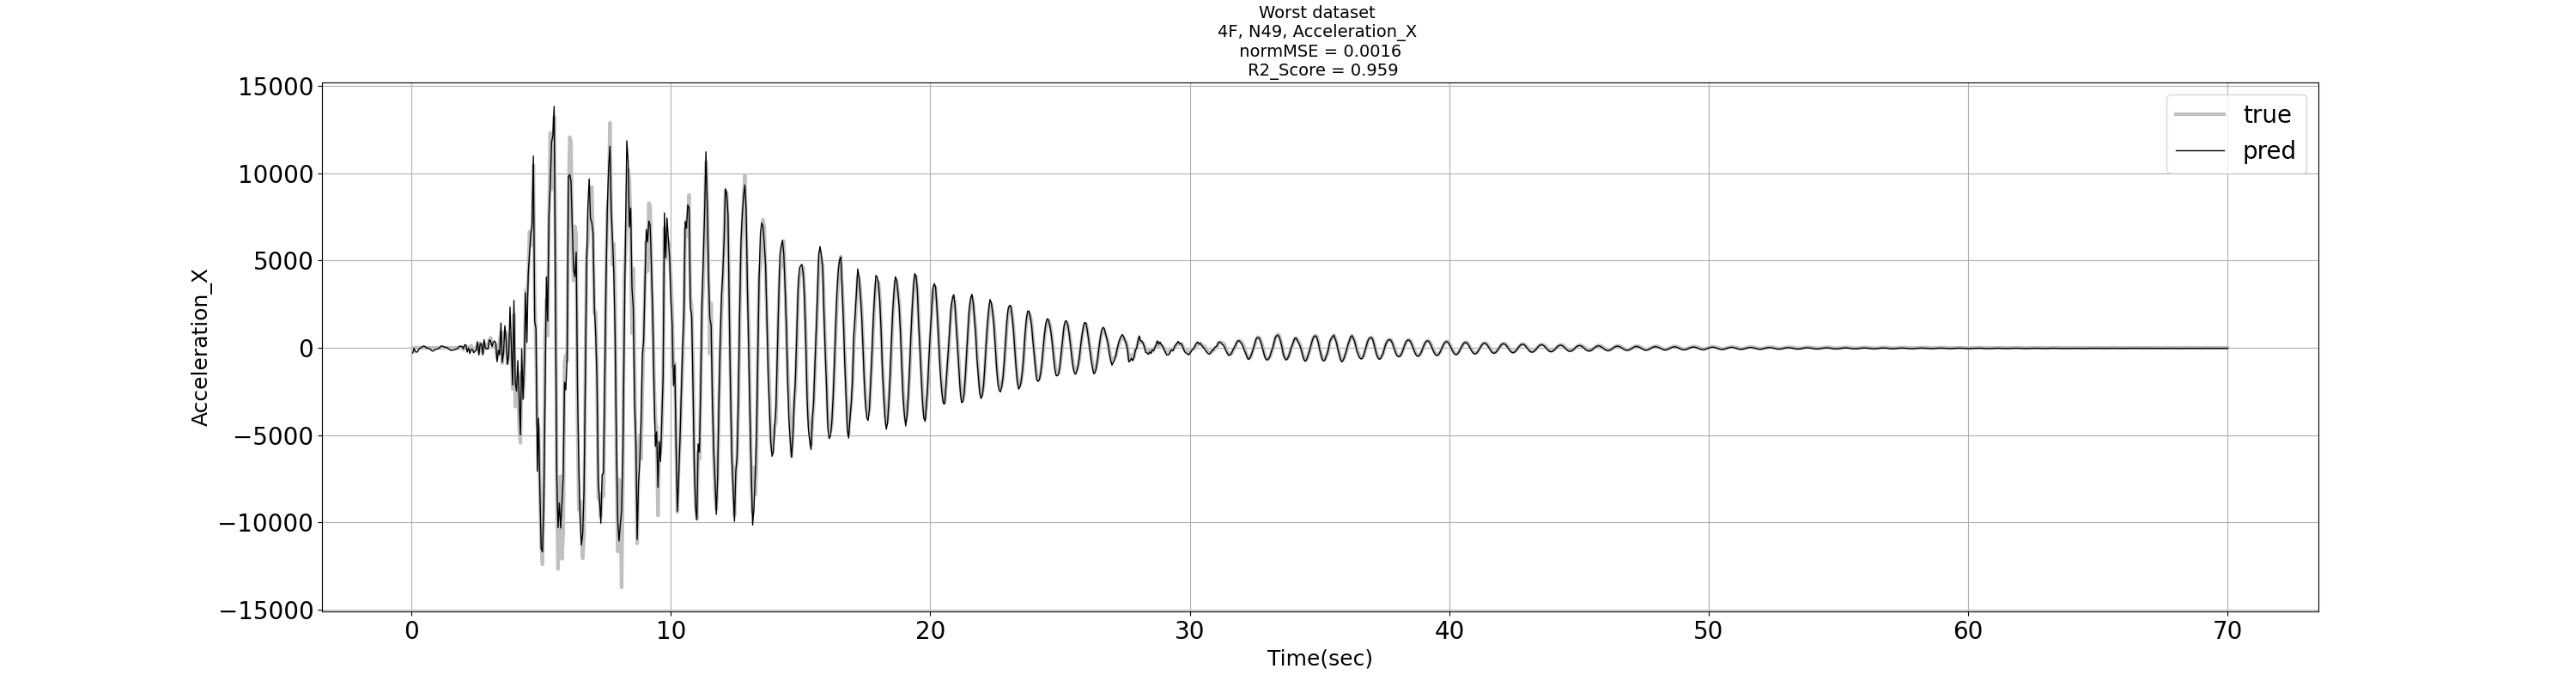 Worst dataset
4F, N49, Acceleration_X
normMSE = 0.0016
R2_Score = 0.959
15000
10000
5000
0
−5000
−10000
−15000
Acceleration_X
true
pred
0 10 20 30 40 50 60 70
Time(sec)